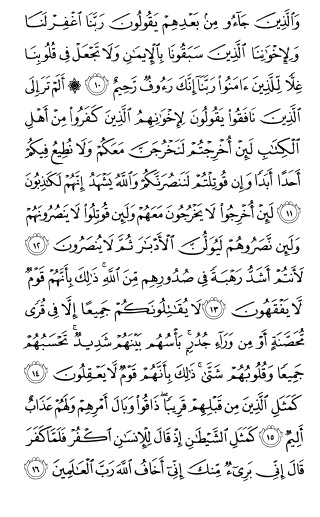 وَٱلَّذِينَ جَآءُو مِنۢ بَعْدِهِمْ يَقُولُونَ رَبَّنَا ٱغْفِرْ لَنَا
وَلِإِخْوَٰنِنَا ٱلَّذِينَ سَبَقُونَا بِٱلْإِيمَٰنِ وَلَا تَجْعَلْ فِى قُلُوبِنَا
غِلًّا لِّلَّذِينَ ءَامَنُوا۟ رَبَّنَآ إِنَّكَ رَءُوفٌ رَّحِيمٌ ١٠ ۞ أَلَمْ تَرَ إِلَى
ٱلَّذِينَ نَافَقُوا۟ يَقُولُونَ لِإِخْوَٰنِهِمُ ٱلَّذِينَ كَفَرُوا۟ مِنْ أَهْلِ
ٱلْكِتَٰبِ لَئِنْ أُخْرِجْتُمْ لَنَخْرُجَنَّ مَعَكُمْ وَلَا نُطِيعُ فِيكُمْ
أَحَدًا أَبَدًا وَإِن قُوتِلْتُمْ لَنَنصُرَنَّكُمْ وَٱللَّهُ يَشْهَدُ إِنَّهُمْ لَكَٰذِبُونَ
١١ لَئِنْ أُخْرِجُوا۟ لَا يَخْرُجُونَ مَعَهُمْ وَلَئِن قُوتِلُوا۟ لَا يَنصُرُونَهُمْ
وَلَئِن نَّصَرُوهُمْ لَيُوَلُّنَّ ٱلْأَدْبَٰرَ ثُمَّ لَا يُنصَرُونَ ١٢
لَأَنتُمْ أَشَدُّ رَهْبَةً فِى صُدُورِهِم مِّنَ ٱللَّهِ ۚ ذَٰلِكَ بِأَنَّهُمْ قَوْمٌ
لَّا يَفْقَهُونَ ١٣ لَا يُقَٰتِلُونَكُمْ جَمِيعًا إِلَّا فِى قُرًى
مُّحَصَّنَةٍ أَوْ مِن وَرَآءِ جُدُرٍۭ ۚ بَأْسُهُم بَيْنَهُمْ شَدِيدٌ ۚ تَحْسَبُهُمْ
جَمِيعًا وَقُلُوبُهُمْ شَتَّىٰ ۚ ذَٰلِكَ بِأَنَّهُمْ قَوْمٌ لَّا يَعْقِلُونَ ١٤
كَمَثَلِ ٱلَّذِينَ مِن قَبْلِهِمْ قَرِيبًا ۖ ذَاقُوا۟ وَبَالَ أَمْرِهِمْ وَلَهُمْ عَذَابٌ
أَلِيمٌ ١٥ كَمَثَلِ ٱلشَّيْطَٰنِ إِذْ قَالَ لِلْإِنسَٰنِ ٱكْفُرْ فَلَمَّا كَفَرَ
قَالَ إِنِّى بَرِىٓءٌ مِّنكَ إِنِّىٓ أَخَافُ ٱللَّهَ رَبَّ ٱلْعَٰلَمِينَ ١٦